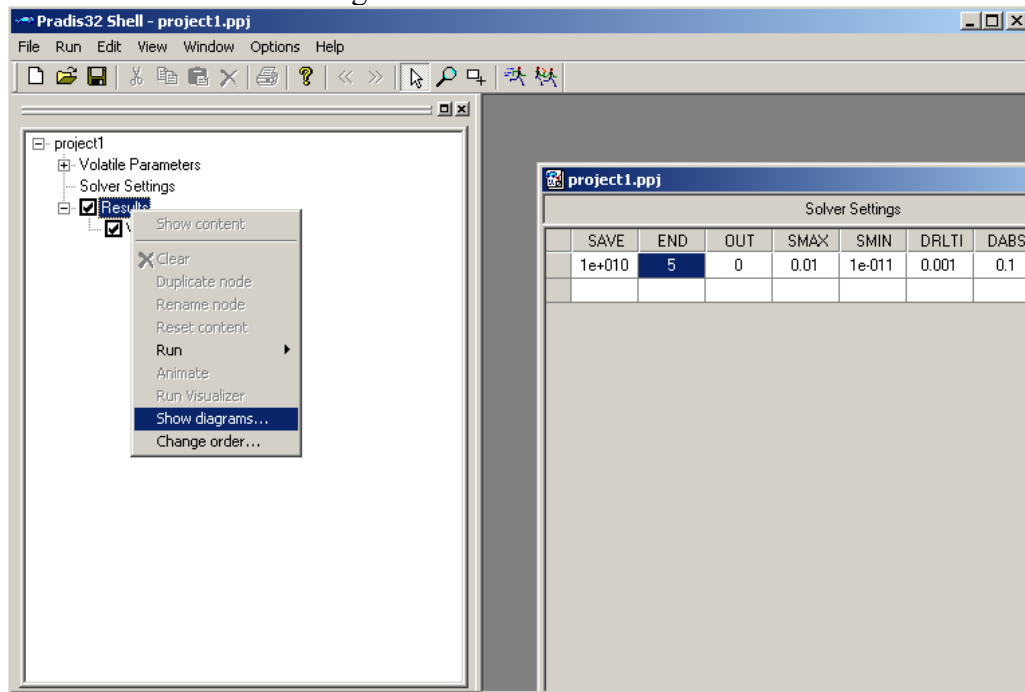 Pradis32 Shell - project1.ppj
File Run Edit View Window Options Help
project1
Volatile Parameters
Solver Settings
Results
Show content
Clear
Duplicate node
Rename node
Reset content
Run
Animate
Run Visualizer
Show diagrams...
Change order...
project1.ppj
Solver Settings
SAVE END OUT SMAX SMIN DRLTI DABS
1e+010 5 0 0.01 1e-011 0.001 0.1